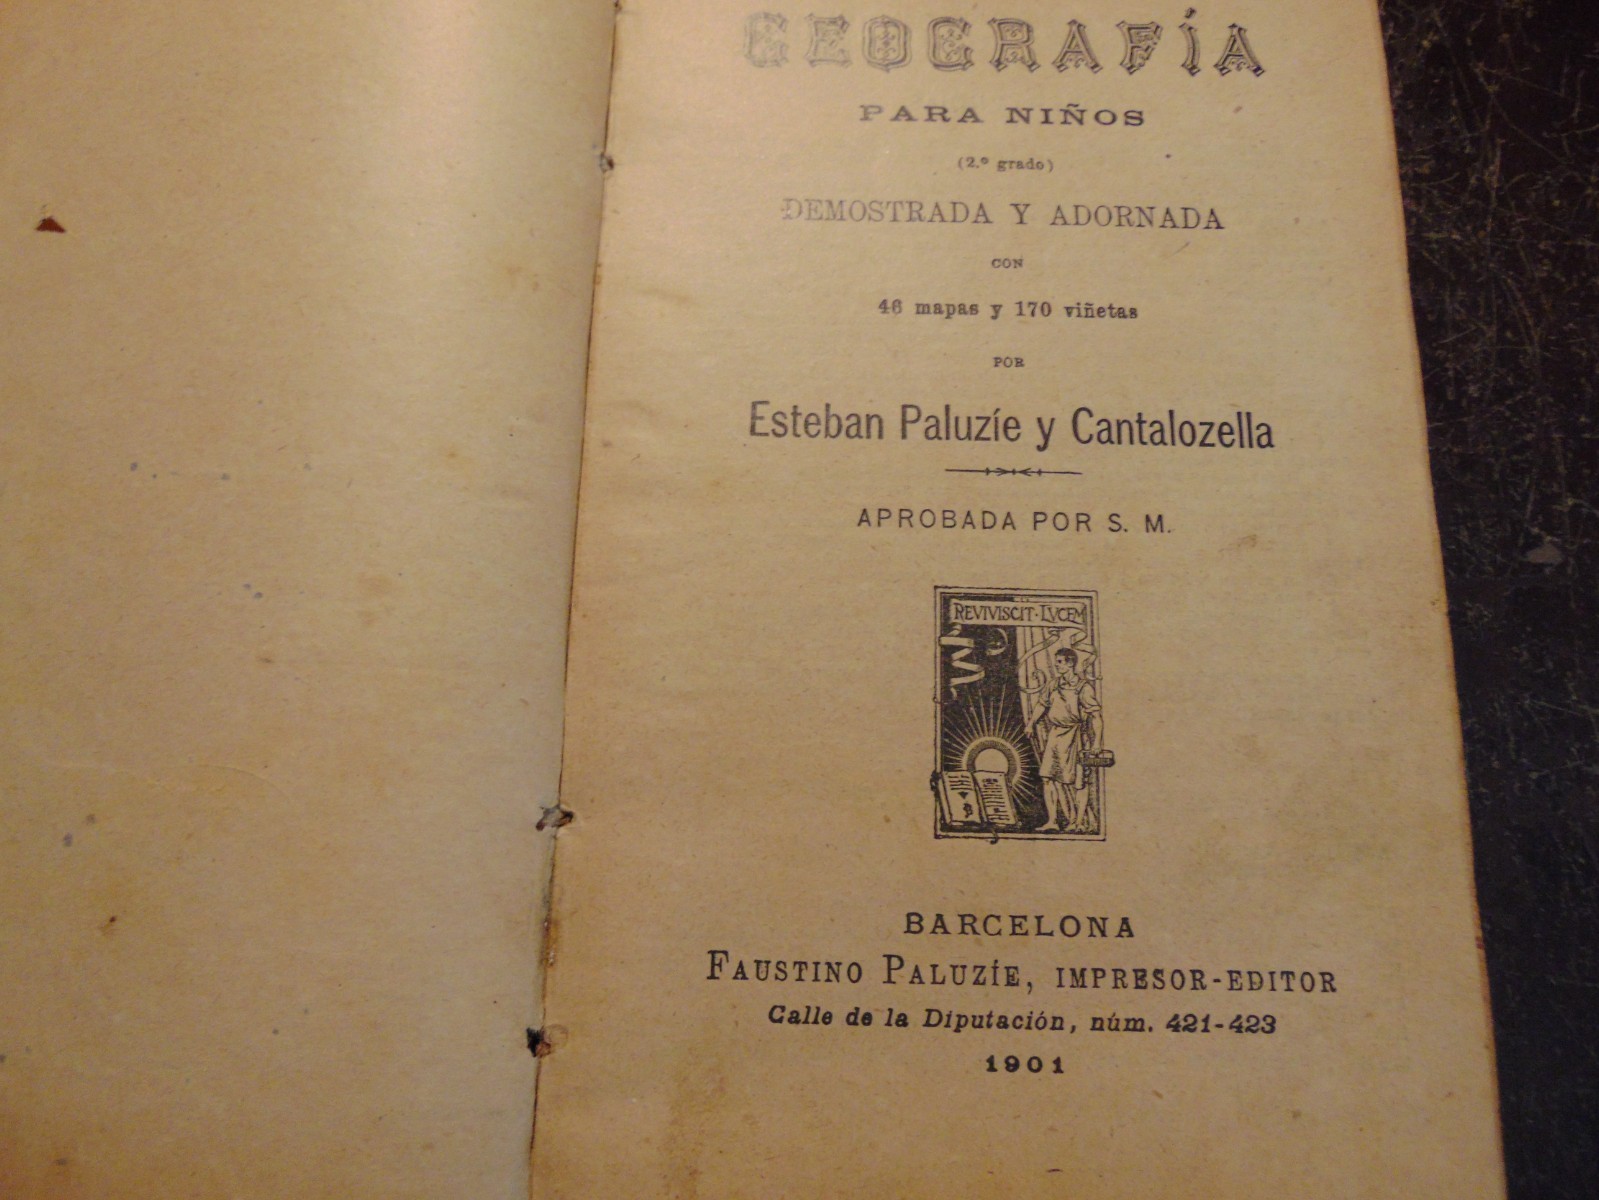 GEOGRAFÍA
PARA NIÑOS
(2.º grado)
DEMOSTRADA Y ADORNADA
CON
46 mapas y 170 viñetas
POR
Esteban Paluzíe y Cantalozella
APROBADA POR S. M.
REVIVISCIT · LVCEM
BARCELONA
FAUSTINO PALUZÍE, IMPRESOR-EDITOR
Calle de la Diputación, núm. 421-423
1901